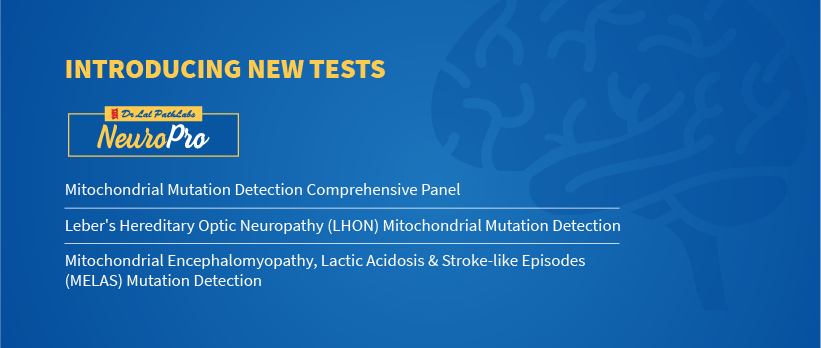 INTRODUCING NEW TESTS
Dr Lal PathLabs
NeuroPro
Mitochondrial Mutation Detection Comprehensive Panel
Leber's Hereditary Optic Neuropathy (LHON) Mitochondrial Mutation Detection
Mitochondrial Encephalomyopathy, Lactic Acidosis & Stroke-like Episodes
(MELAS) Mutation Detection